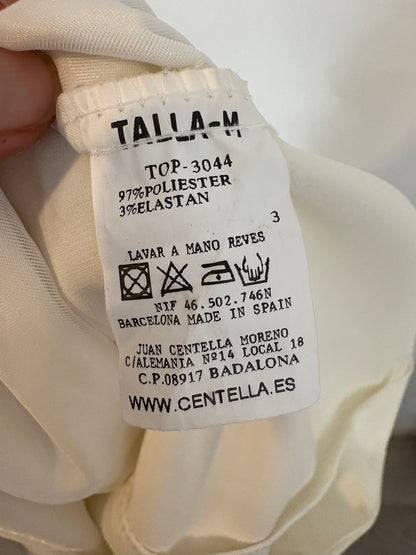 TALLA-M
TOP-3044
97%POLIESTER
3%ELASTAN
3
LAVAR A MANO REVES
NIF 46.502.746N
BARCELONA MADE IN SPAIN
JUAN CENTELLA MORENO
C/ALEMANIA Nº14 LOCAL 18
C.P.08917 BADALONA
WWW.CENTELLA.ES